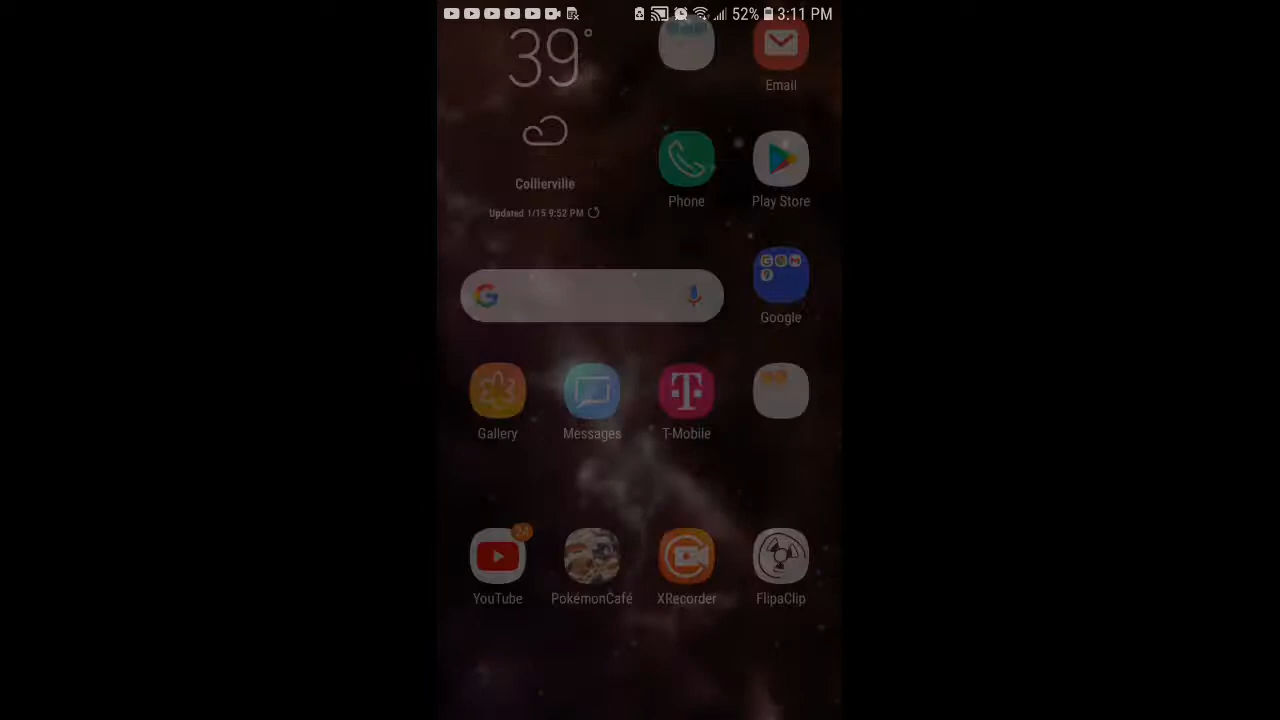 52% 3:11 PM
39°
Email
Collierville
Updated 1/15 9:52 PM
Phone
Play Store
G
Google
Gallery
Messages
T
T-Mobile
24
YouTube
PokémonCafé
XRecorder
FlipaClip